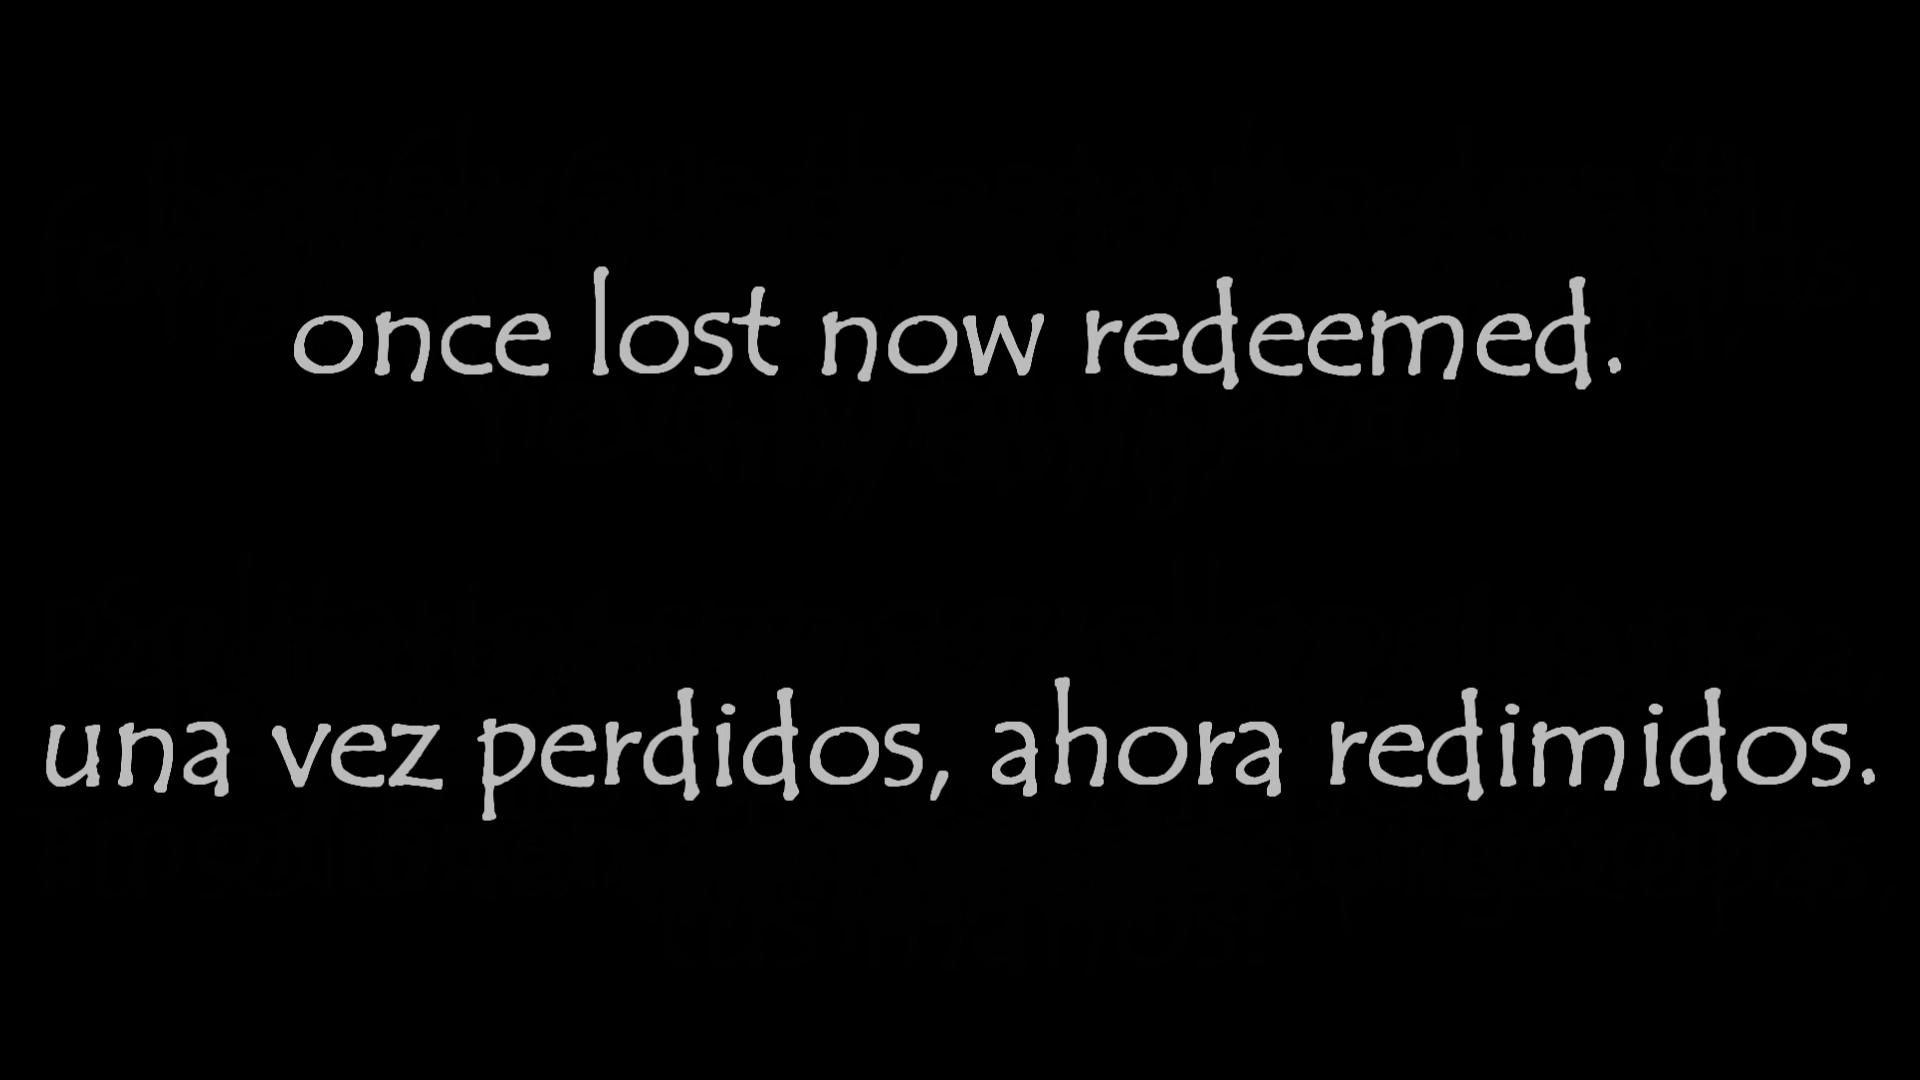 once lost now redeemed.
una vez perdidos, ahora redimidos.